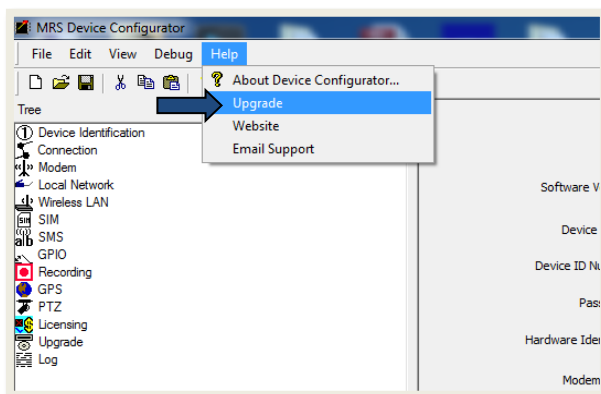 MRS Device Configurator
File Edit View Debug Help
About Device Configurator...
Upgrade
Website
Email Support
Tree
Device Identification
Connection
Modem
Local Network
Wireless LAN
SIM
SMS
GPIO
Recording
GPS
PTZ
Licensing
Upgrade
Log
Software V
Device
Device ID Nu
Pass
Hardware Iden
Modem